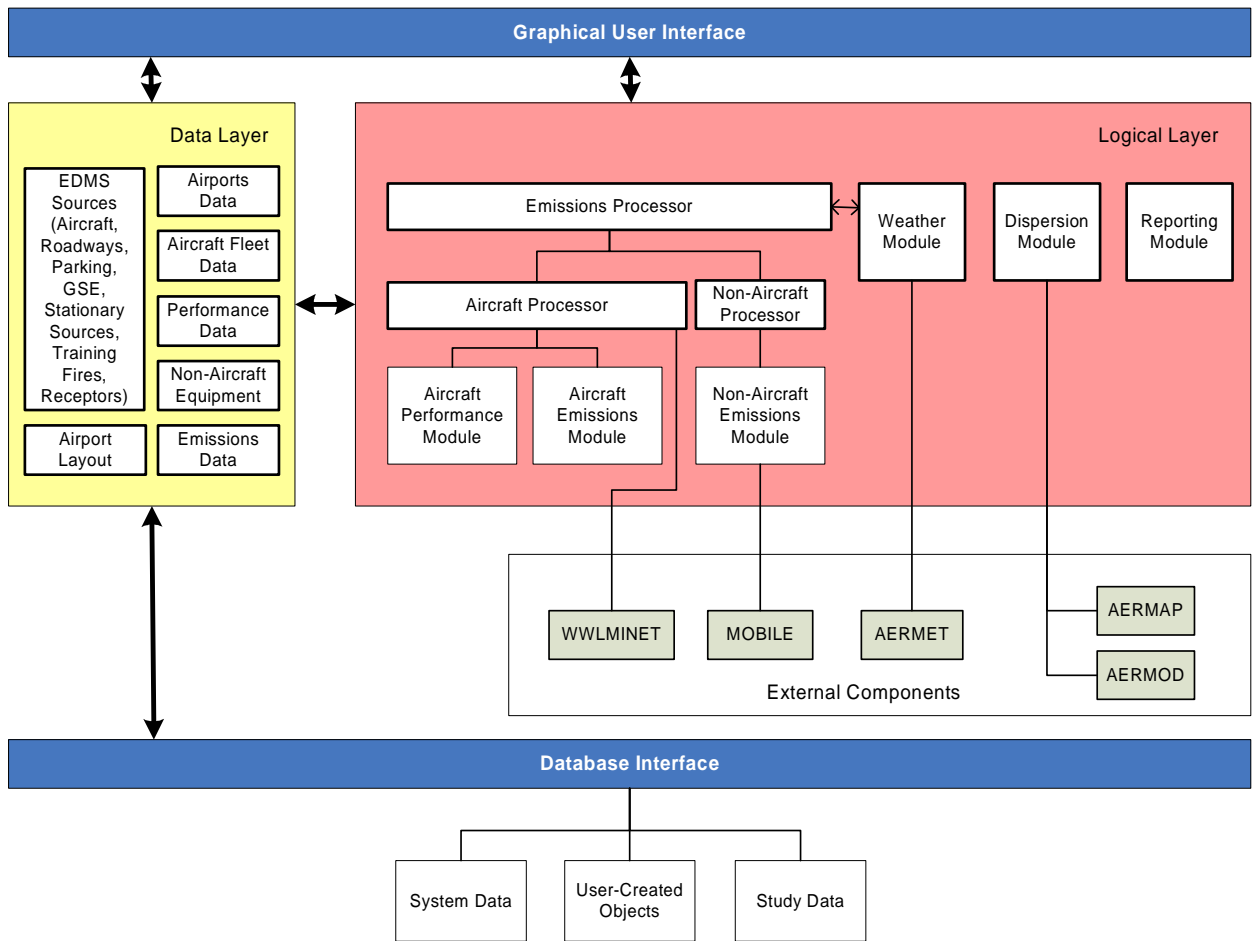 Graphical User Interface
Data Layer
EDMS
Sources
(Aircraft,
Roadways,
Parking,
GSE,
Stationary
Sources,
Training
Fires,
Receptors)
Airports
Data
Aircraft Fleet
Data
Performance
Data
Non-Aircraft
Equipment
Airport
Layout
Emissions
Data
Logical Layer
Emissions Processor
Weather
Module
Dispersion
Module
Reporting
Module
Aircraft Processor
Non-Aircraft
Processor
Aircraft
Performance
Module
Aircraft
Emissions
Module
Non-Aircraft
Emissions
Module
WWLMINET
MOBILE
AERMET
AERMAP
AERMOD
External Components
Database Interface
System Data
User-Created
Objects
Study Data